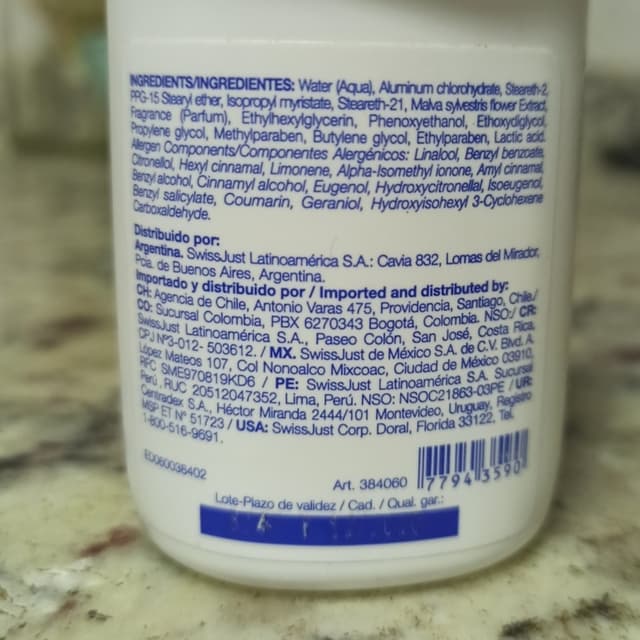 INGREDIENTS/INGREDIENTES: Water (Aqua), Aluminum chlorohydrate, Steareth-2,
PPG-15 Stearyl ether, Isopropyl myristate, Steareth-21, Malva sylvestris flower Extract,
Fragrance (Parfum), Ethylhexylglycerin, Phenoxyethanol, Ethoxydiglycol,
Propylene glycol, Methylparaben, Butylene glycol, Ethylparaben, Lactic acid.
Allergen Components/Componentes Alergénicos: Linalool, Benzyl benzoate,
Citronellol, Hexyl cinnamal, Limonene, Alpha-Isomethyl ionone, Amyl cinnamal,
Benzyl alcohol, Cinnamyl alcohol, Eugenol, Hydroxycitronellal, Isoeugenol,
Benzyl salicylate, Coumarin, Geraniol, Hydroxyisohexyl 3-Cyclohexene
Carboxaldehyde.
Distribuido por:
Argentina. SwissJust Latinoamérica S.A.: Cavia 832, Lomas del Mirador,
Pcia. de Buenos Aires, Argentina.
Importado y distribuido por / Imported and distributed by:
CH: Agencia de Chile, Antonio Varas 475, Providencia, Santiago, Chile./
CO: Sucursal Colombia, PBX 6270343 Bogotá, Colombia. NSO:/ CR:
SwissJust Latinoamérica S.A., Paseo Colón, San José, Costa Rica,
CPJ Nº3-012- 503612. / MX. SwissJust de México S.A. de C.V. Blvd. A.
López Mateos 107, Col Nonoalco Mixcoac, Ciudad de México 03910,
RFC SME970819KD6 / PE: SwissJust Latinoamérica S.A. Sucursal
Perú, RUC 20512047352, Lima, Perú. NSO: NSOC21863-03PE / UR:
Centradex S.A., Héctor Miranda 2444/101 Montevideo, Uruguay, Registro
MSP ET Nº 51723 / USA: SwissJust Corp. Doral, Florida 33122. Tel.
1-800-516-9691.
ED060036402
Art. 384060
7794 3590
Lote-Plazo de validez / Cad. / Qual. gar.: